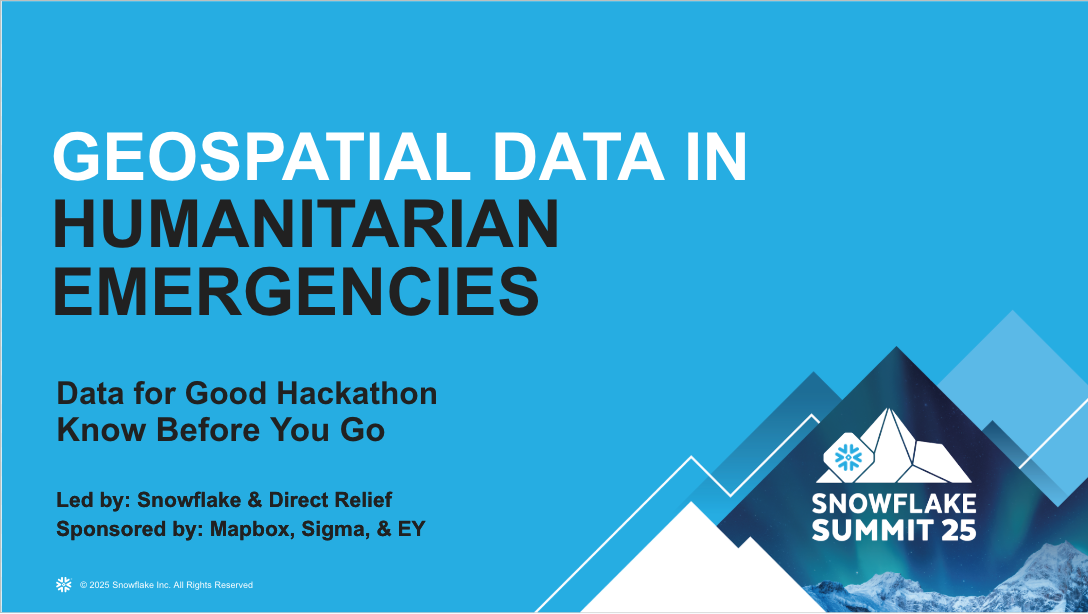 GEOSPATIAL DATA IN
HUMANITARIAN
EMERGENCIES
Data for Good Hackathon
Know Before You Go
Led by: Snowflake & Direct Relief
Sponsored by: Mapbox, Sigma, & EY
SNOWFLAKE
SUMMIT 25
© 2025 Snowflake Inc. All Rights Reserved